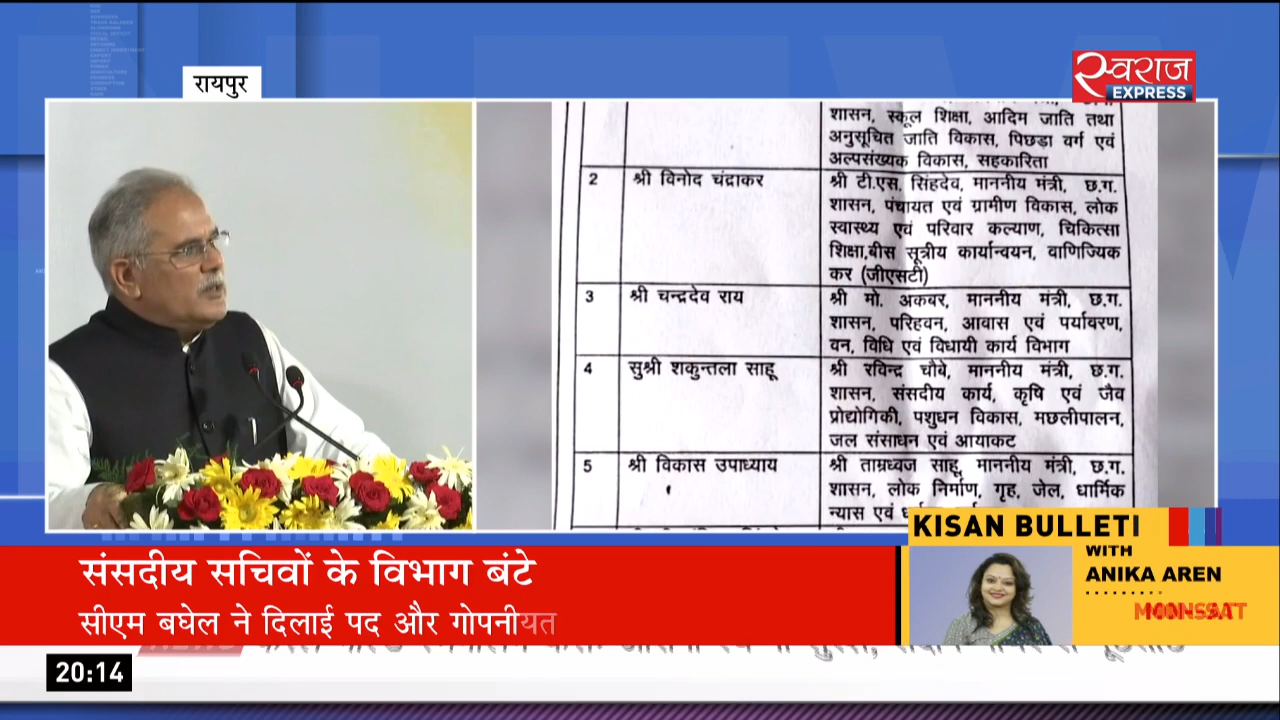 रायपुर
स्वराज
EXPRESS
शासन, स्कूल शिक्षा, आदिम जाति तथा
अनुसूचित जाति विकास, पिछड़ा वर्ग एवं
अल्पसंख्यक विकास, सहकारिता
2 श्री विनोद चंद्राकर श्री टी.एस. सिंहदेव, माननीय मंत्री, छ.ग.
शासन, पंचायत एवं ग्रामीण विकास, लोक
स्वास्थ्य एवं परिवार कल्याण, चिकित्सा
शिक्षा,बीस सूत्रीय कार्यान्वयन, वाणिज्यिक
कर (जीएसटी)
3 श्री चन्द्रदेव राय श्री मो. अकबर, माननीय मंत्री, छ.ग.
शासन, परिहवन, आवास एवं पर्यावरण,
वन, विधि एवं विधायी कार्य विभाग
4 सुश्री शकुन्तला साहू श्री रविन्द्र चौबे, माननीय मंत्री, छ.ग.
शासन, संसदीय कार्य, कृषि एवं जैव
प्रोद्योगिकी, पशुधन विकास, मछलीपालन,
जल संसाधन एवं आयाकट
5 श्री विकास उपाध्याय श्री ताम्रध्वज साहू, माननीय मंत्री, छ.ग.
शासन, लोक निर्माण, गृह, जेल, धार्मिक
न्यास एवं
KISAN BULLETI
WITH
ANIKA AREN
संसदीय सचिवों के विभाग बंटे
सीएम बघेल ने दिलाई पद और गोपनीयत
20:14